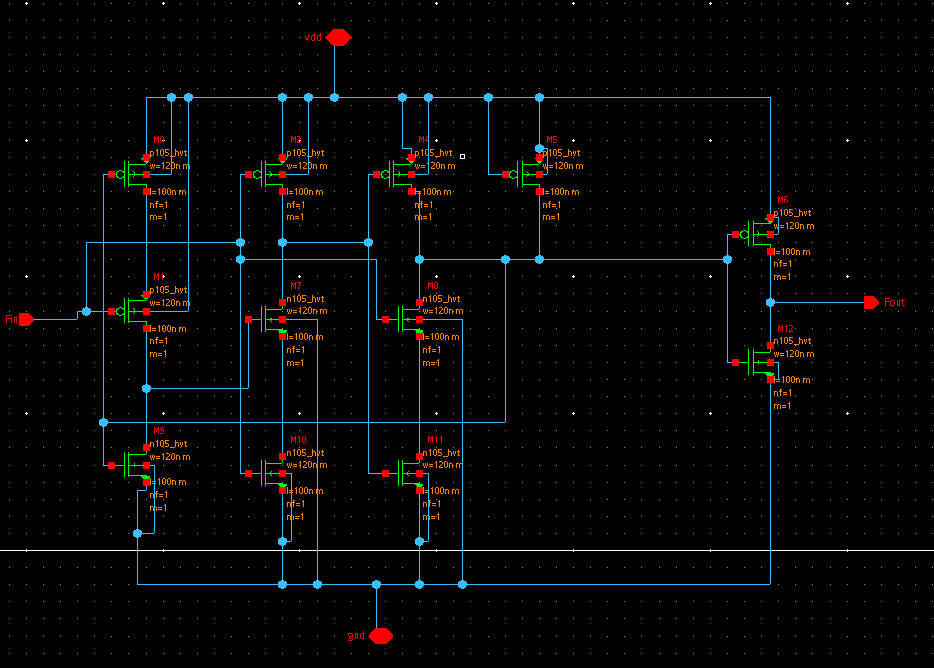 vdd
M0
p105_hvt
w=120n m
l=100n m
nf=1
m=1
M3
p105_hvt
w=120n m
l=100n m
nf=1
m=1
M4
p105_hvt
w=120n m
l=100n m
nf=1
m=1
M5
p105_hvt
w=120n m
l=100n m
nf=1
m=1
M6
p105_hvt
w=120n m
l=100n m
nf=1
m=1
Fin
M1
p105_hvt
w=120n m
l=100n m
nf=1
m=1
M7
n105_hvt
w=120n m
l=100n m
nf=1
m=1
M8
n105_hvt
w=120n m
l=100n m
nf=1
m=1
Fout
M12
n105_hvt
w=120n m
l=100n m
nf=1
m=1
M9
n105_hvt
w=120n m
l=100n m
nf=1
m=1
M10
n105_hvt
w=120n m
l=100n m
nf=1
m=1
M11
n105_hvt
w=120n m
l=100n m
nf=1
m=1
gnd